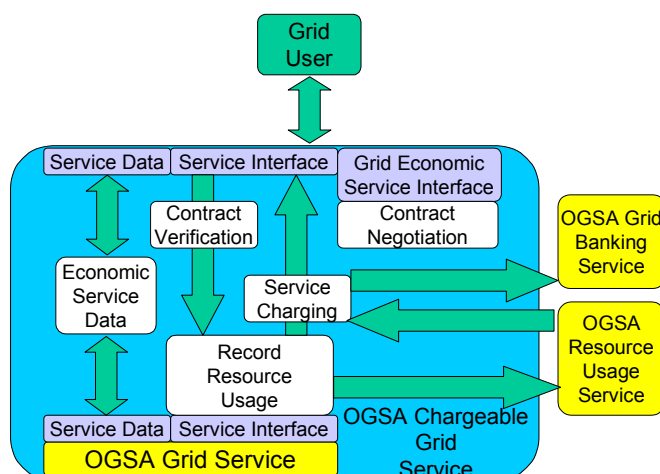 Grid
User
Service Data
Service Interface
Grid Economic
Service Interface
Contract
Verification
Contract
Negotiation
OGSA Grid
Banking
Service
Economic
Service
Data
Service
Charging
OGSA
Resource
Usage
Service
Record
Resource
Usage
Service Data
Service Interface
OGSA Grid Service
OGSA Chargeable
Grid
Service